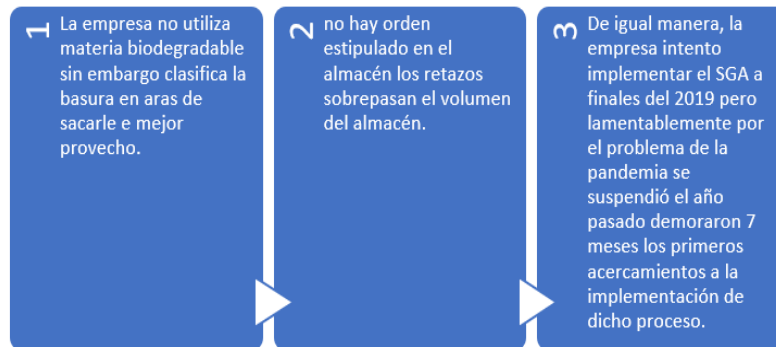 1
La empresa no utiliza
materia biodegradable
sin embargo clasifica la
basura en aras de
sacarle e mejor
provecho.
2
no hay orden
estipulado en el
almacén los retazos
sobrepasan el volumen
del almacén.
3
De igual manera, la
empresa intento
implementar el SGA a
finales del 2019 pero
lamentablemente por
el problema de la
pandemia se
suspendió el año
pasado demoraron 7
meses los primeros
acercamientos a la
implementación de
dicho proceso.